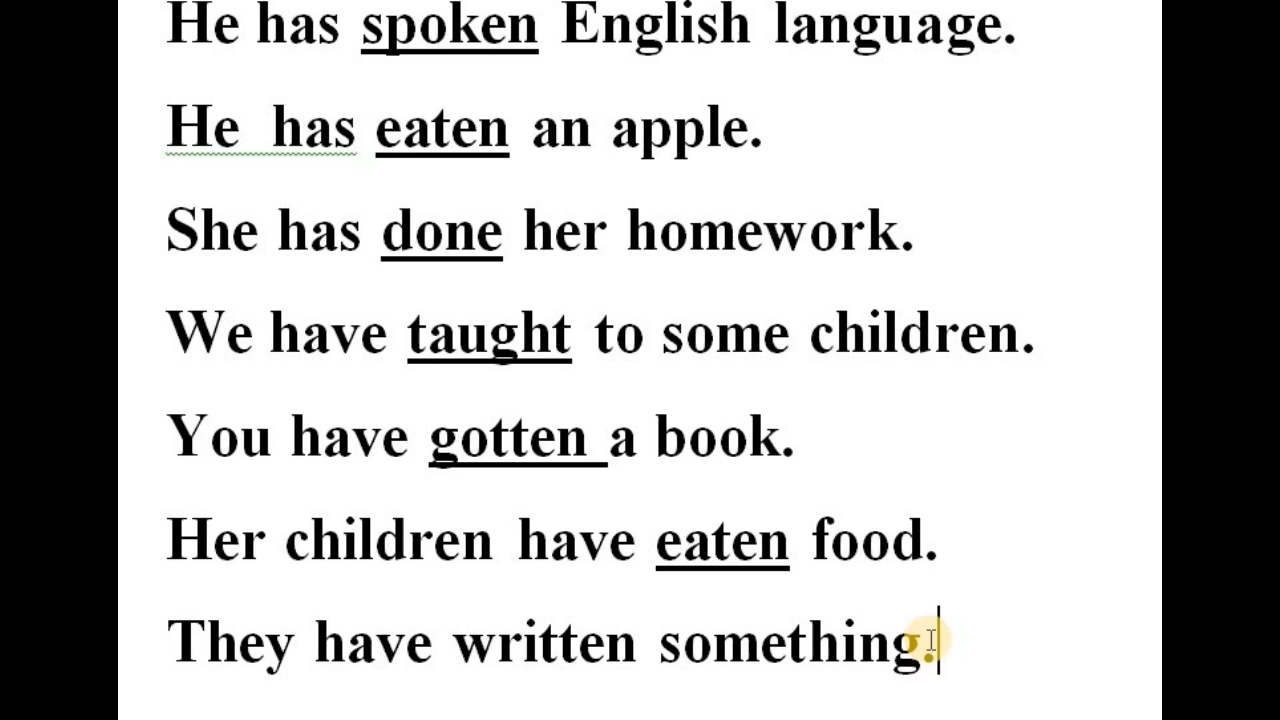 He has spoken English language.
He has eaten an apple.
She has done her homework.
We have taught to some children.
You have gotten a book.
Her children have eaten food.
They have written something.